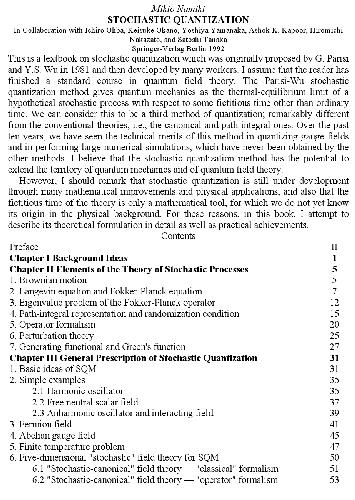 Mikio Namiki
STOCHASTIC QUANTIZATION
In Collaboration with Ichiro Ohba, Keisuke Okano, Yoshiya Yamanaka, Ashok K. Kapoor, Hiromichi
Nakazato, and Satoshi Tanaka
Springer-Verlag Berlin 1992
This is a textbook on stochastic quantization which was originally proposed by G. Parisi
and Y.S. Wu in 1981 and then developed by many workers. I assume that the reader has
finished a standard course in quantum field theory. The Parisi-Wu stochastic
quantization method gives quantum mechanics as the thermal-equilibrium limit of a
hypothetical stochastic process with respect to some fictitious time other than ordinary
time. We can consider this to be a third method of quantization; remarkably different
from the conventional theories, i.e., the canonical and path-integral ones. Over the past
ten years, we have seen the technical merits of this method in quantizing gauge fields
and in performing large numerical simulations, which have never been obtained by the
other methods. I believe that the stochastic quantization method has the potential to
extend the territory of quantum mechanics and of quantum field theory.
However, I should remark that stochastic quantization is still under development
through many mathematical improvements and physical applications, and also that the
fictitious time of the theory is only a mathematical tool, for which we do not yet know
its origin in the physical background. For these reasons, in this book, I attempt to
describe its theoretical formulation in detail as well as practical achievements.
Contents
Preface II
Chapter I Background Ideas 1
Chapter II Elements of the Theory of Stochastic Processes 5
1. Brownian motion 5
2. Langevin equation and Fokker-Planck equation 7
3. Eigenvalue problem of the Fokker-Planck operator 12
4. Path-integral representation and randomization condition 15
5. Operator formalism 20
6. Perturbation theory 25
7. Generating functional and Green's function 27
Chapter III General Prescription of Stochastic Quantization 31
1. Basic ideas of SQM 31
2. Simple examples 35
2.1 Harmonic oscillator 35
2.2 Free neutral scalar field 37
2.3 Anharmonic oscillator and interacting field 39
3. Fermion field 41
4. Abelian gauge field 45
5. Finite temperature problem 47
6. Five-dimensional "stochastic" field theory for SQM 50
6.1 "Stochastic-canonical" field theory — "classical" formalism 51
6.2 "Stochastic-canonical" field theory — "operator" formalism 53